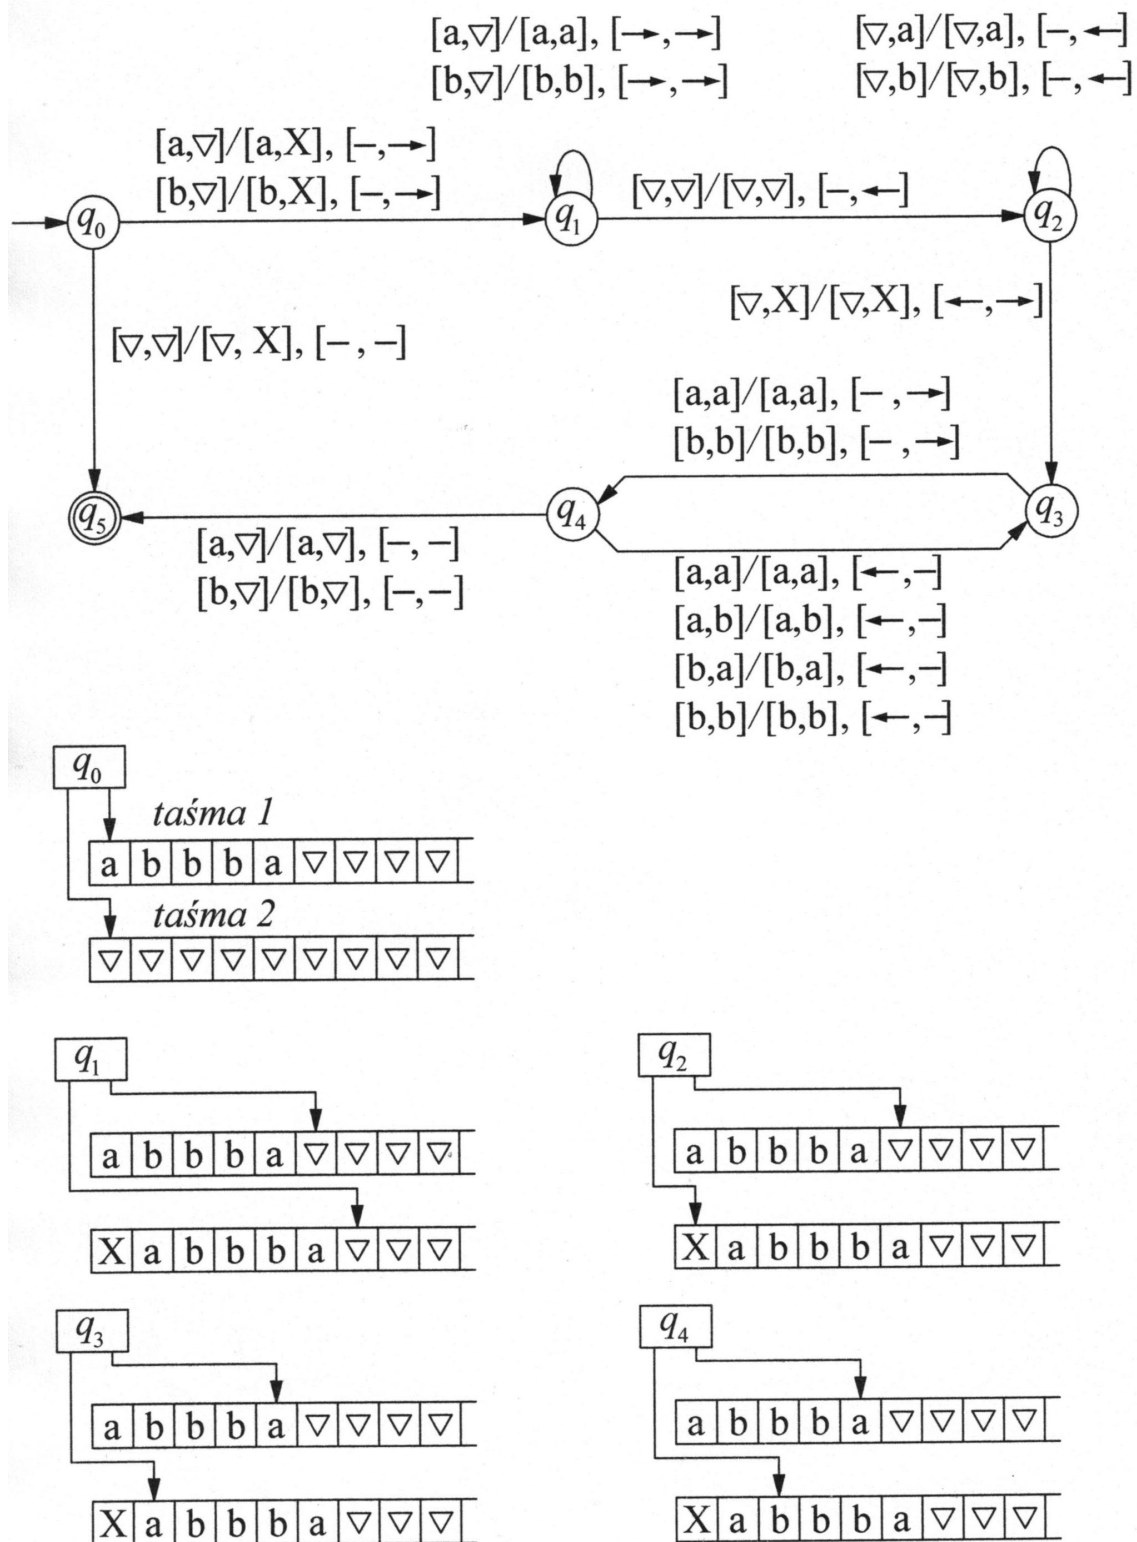 [a,▽]/[a,a], [→,→]
[b,▽]/[b,b], [→,→]
[▽,a]/[▽,a], [–,←]
[▽,b]/[▽,b], [–,←]
[a,▽]/[a,X], [–,→]
[b,▽]/[b,X], [–,→]
q₀
q₁
[▽,▽]/[▽,▽], [–,←]
q₂
[▽,X]/[▽,X], [←,→]
[▽,▽]/[▽, X], [– , –]
[a,a]/[a,a], [– ,→]
[b,b]/[b,b], [– ,→]
q₅
q₄
q₃
[a,▽]/[a,▽], [–, –]
[b,▽]/[b,▽], [–,–]
[a,a]/[a,a], [←,–]
[a,b]/[a,b], [←,–]
[b,a]/[b,a], [←,–]
[b,b]/[b,b], [←,–]
q₀
taśma 1
a b b b a ▽ ▽ ▽ ▽
taśma 2
▽ ▽ ▽ ▽ ▽ ▽ ▽ ▽ ▽
q₁
a b b b a ▽ ▽ ▽ ▽
X a b b b a ▽ ▽ ▽
q₂
a b b b a ▽ ▽ ▽ ▽
X a b b b a ▽ ▽ ▽
q₃
a b b b a ▽ ▽ ▽ ▽
X a b b b a ▽ ▽ ▽
q₄
a b b b a ▽ ▽ ▽ ▽
X a b b b a ▽ ▽ ▽